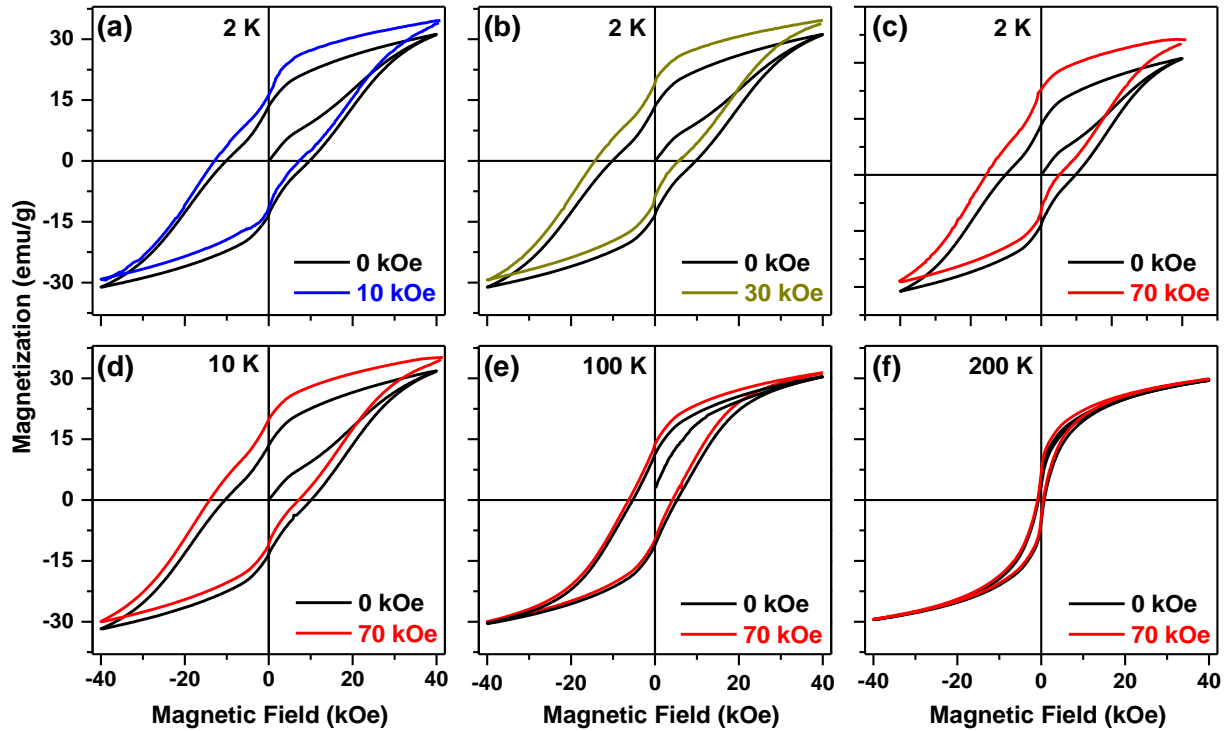 (a) 2 K
(b) 2 K
(c) 2 K
30
15
0
-15
-30
0 kOe
10 kOe
0 kOe
30 kOe
0 kOe
70 kOe
Magnetization (emu/g)
(d) 10 K
(e) 100 K
(f) 200 K
30
15
0
-15
-30
0 kOe
70 kOe
0 kOe
70 kOe
0 kOe
70 kOe
-40 -20 0 20 40
-40 -20 0 20 40
-40 -20 0 20 40
Magnetic Field (kOe)
Magnetic Field (kOe)
Magnetic Field (kOe)